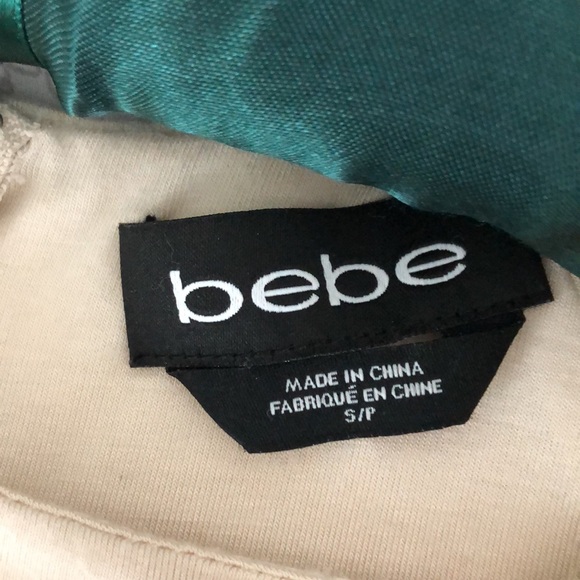 bebe
MADE IN CHINA
FABRIQUÉ EN CHINE
S/P